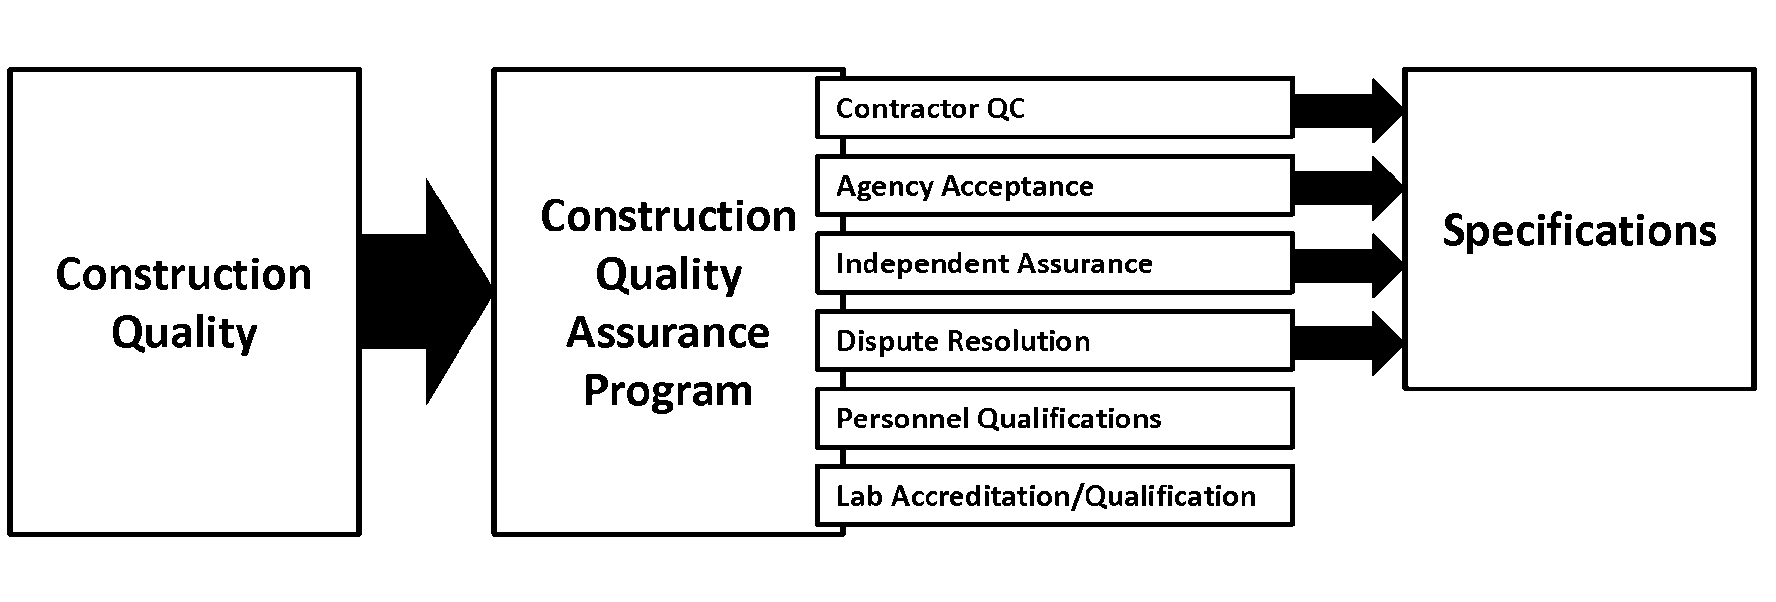 Construction
Quality
Construction
Quality
Assurance
Program
Contractor QC
Agency Acceptance
Independent Assurance
Dispute Resolution
Personnel Qualifications
Lab Accreditation/Qualification
Specifications